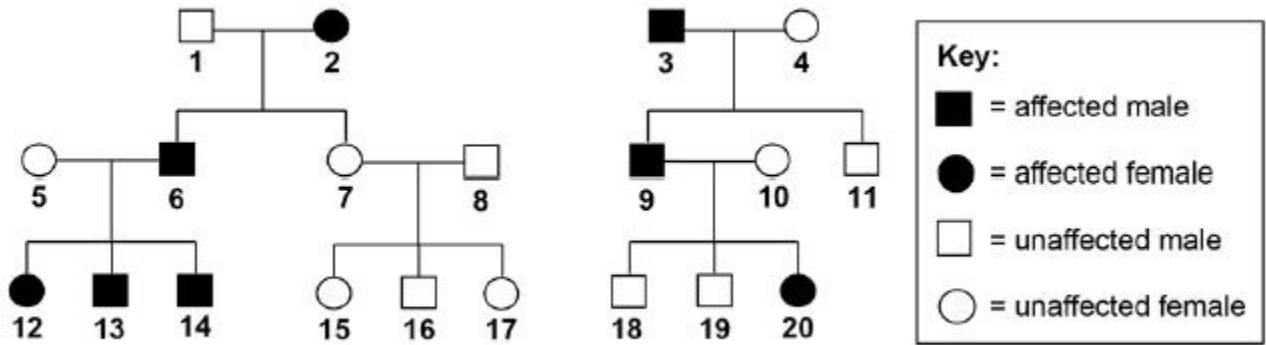 1 2 3 4
Key:
= affected male
5 6 7 8 9 10 11
= affected female
= unaffected male
12 13 14 15 16 17 18 19 20
= unaffected female